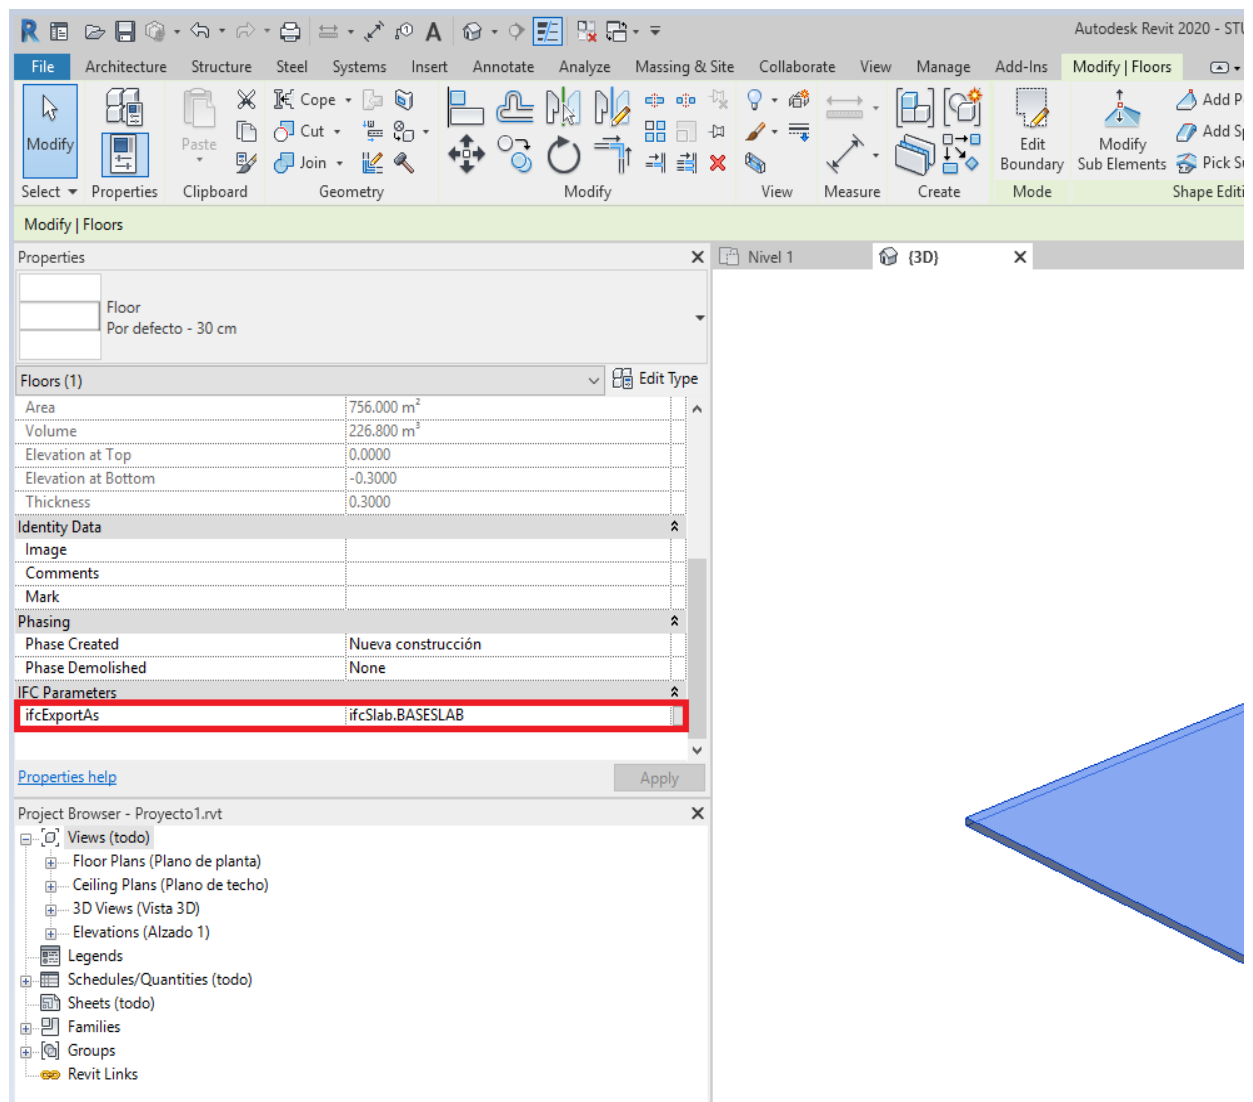 Autodesk Revit 2020 - STU
File Architecture Structure Steel Systems Insert Annotate Analyze Massing & Site Collaborate View Manage Add-Ins Modify | Floors
Modify
Paste
Cope
Cut
Join
Edit Boundary
Modify Sub Elements
Add P
Add Sp
Pick Su
Select Properties Clipboard Geometry Modify View Measure Create Mode Shape Editi
Modify | Floors
Properties
Nivel 1
{3D}
Floor
Por defecto - 30 cm
Floors (1) Edit Type
Area 756.000 m²
Volume 226.800 m³
Elevation at Top 0.0000
Elevation at Bottom -0.3000
Thickness 0.3000
Identity Data
Image
Comments
Mark
Phasing
Phase Created Nueva construcción
Phase Demolished None
IFC Parameters
ifcExportAs ifcSlab.BASESLAB
Properties help Apply
Project Browser - Proyecto1.rvt
Views (todo)
Floor Plans (Plano de planta)
Ceiling Plans (Plano de techo)
3D Views (Vista 3D)
Elevations (Alzado 1)
Legends
Schedules/Quantities (todo)
Sheets (todo)
Families
Groups
Revit Links